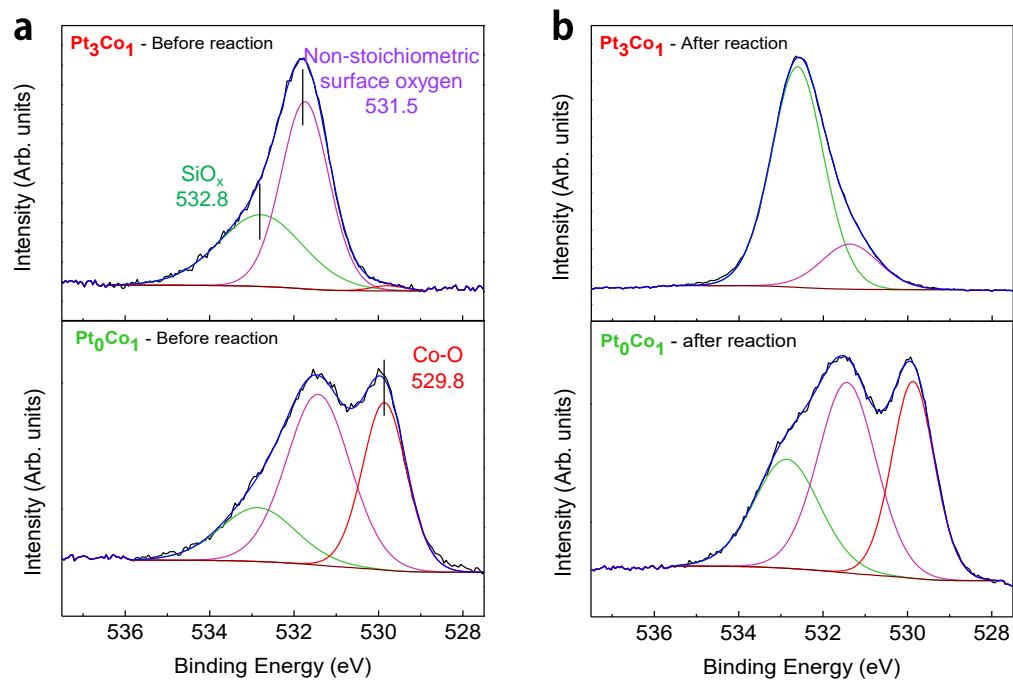 a
Pt₃Co₁ - Before reaction
Non-stoichiometric
surface oxygen
531.5
SiOₓ
532.8
Intensity (Arb. units)
Pt₀Co₁ - Before reaction
Co-O
529.8
Intensity (Arb. units)
536 534 532 530 528
Binding Energy (eV)
b
Pt₃Co₁ - After reaction
Intensity (Arb. units)
Pt₀Co₁ - after reaction
Intensity (Arb. units)
536 534 532 530 528
Binding Energy (eV)